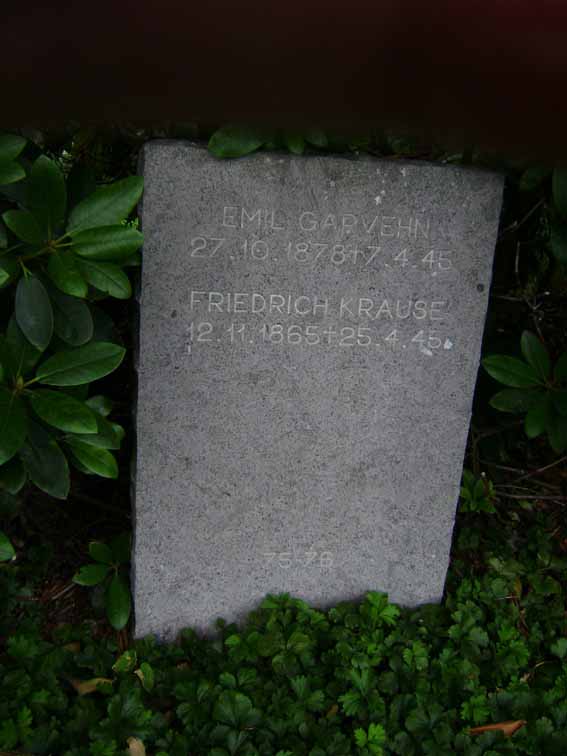 EMIL GARVEHN
27.10.1878†7.4.45
FRIEDRICH KRAUSE
12.11.1865†25.4.45
75-76